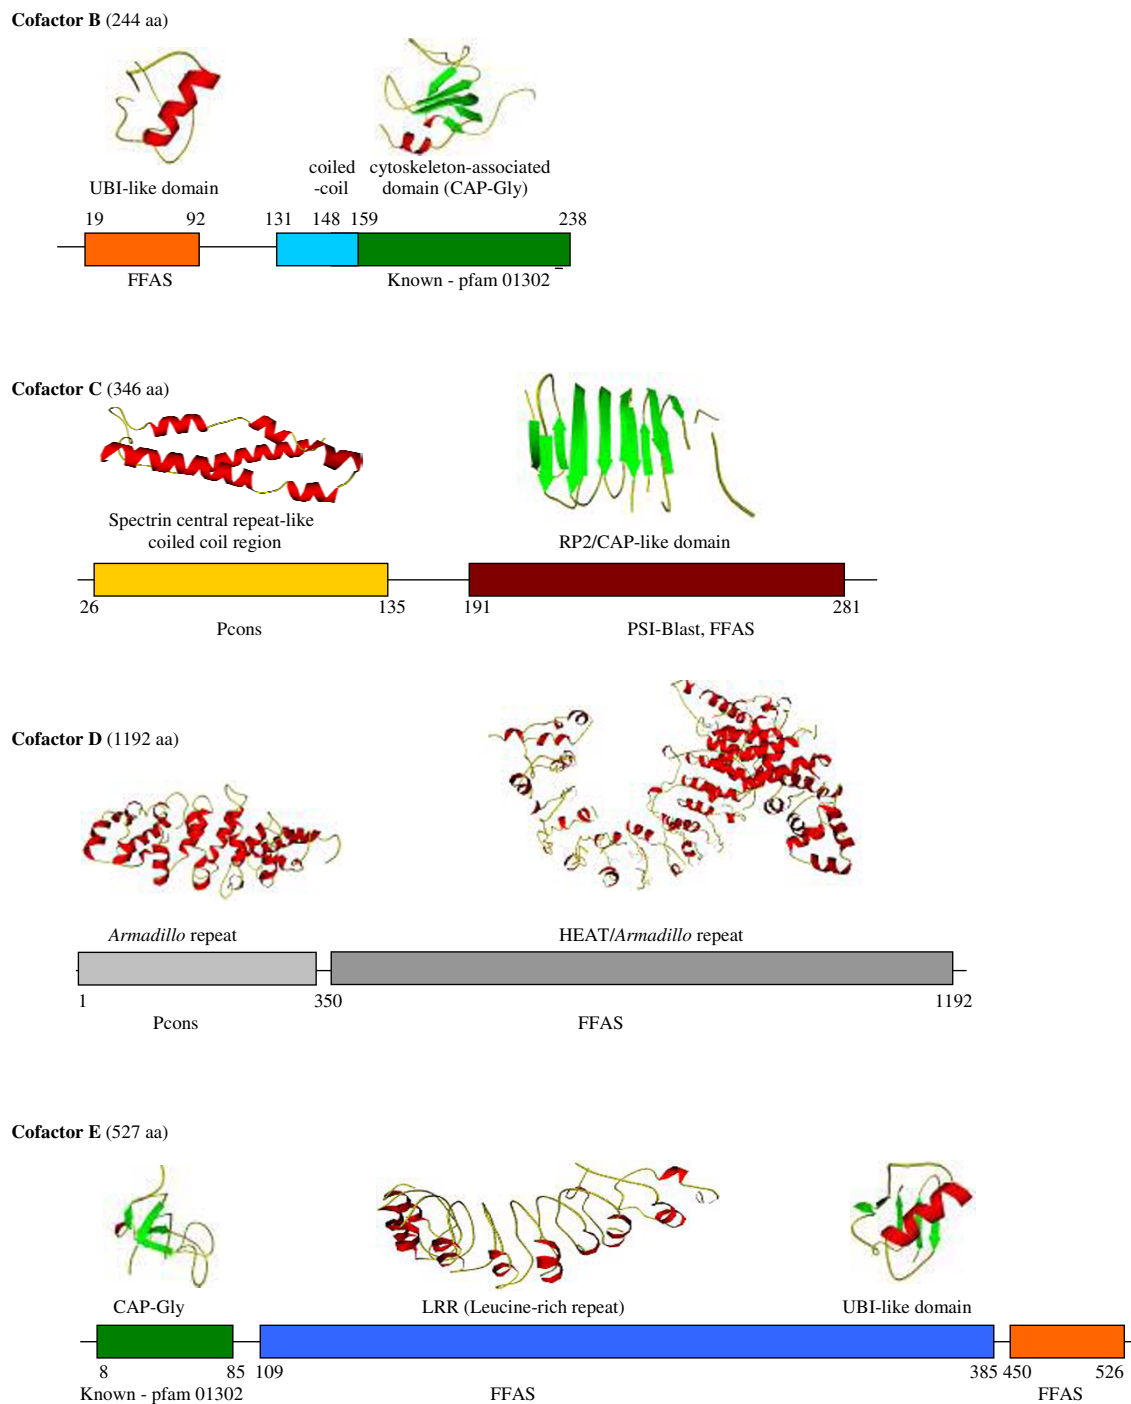 Cofactor B (244 aa)
coiled
-coil
cytoskeleton-associated
domain (CAP-Gly)
UBI-like domain
19 92 131 148 159 238
FFAS
Known - pfam 01302
Cofactor C (346 aa)
Spectrin central repeat-like
coiled coil region
RP2/CAP-like domain
26 135 191 281
Pcons
PSI-Blast, FFAS
Cofactor D (1192 aa)
Armadillo repeat
HEAT/Armadillo repeat
1 350 1192
Pcons
FFAS
Cofactor E (527 aa)
CAP-Gly
LRR (Leucine-rich repeat)
UBI-like domain
8 85 109 385 450 526
Known - pfam 01302
FFAS
FFAS